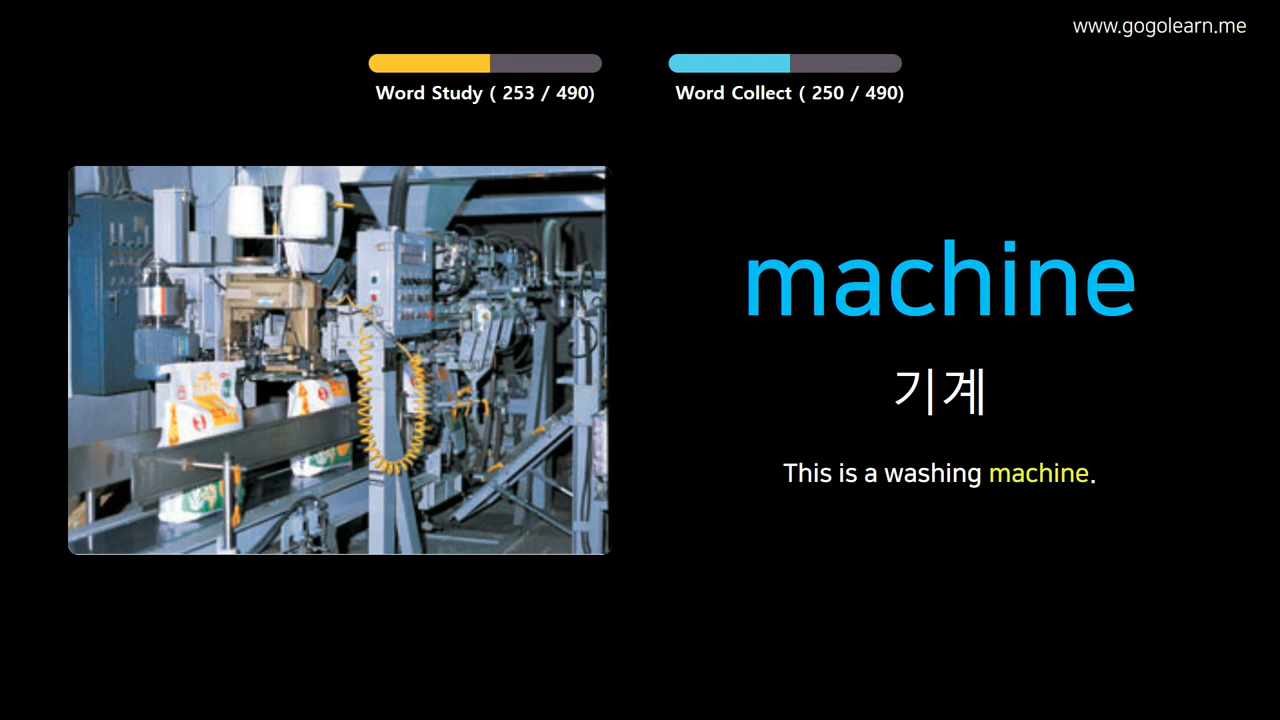 www.gogolearn.me
Word Study ( 253 / 490)
Word Collect ( 250 / 490)
machine
기계
This is a washing machine.